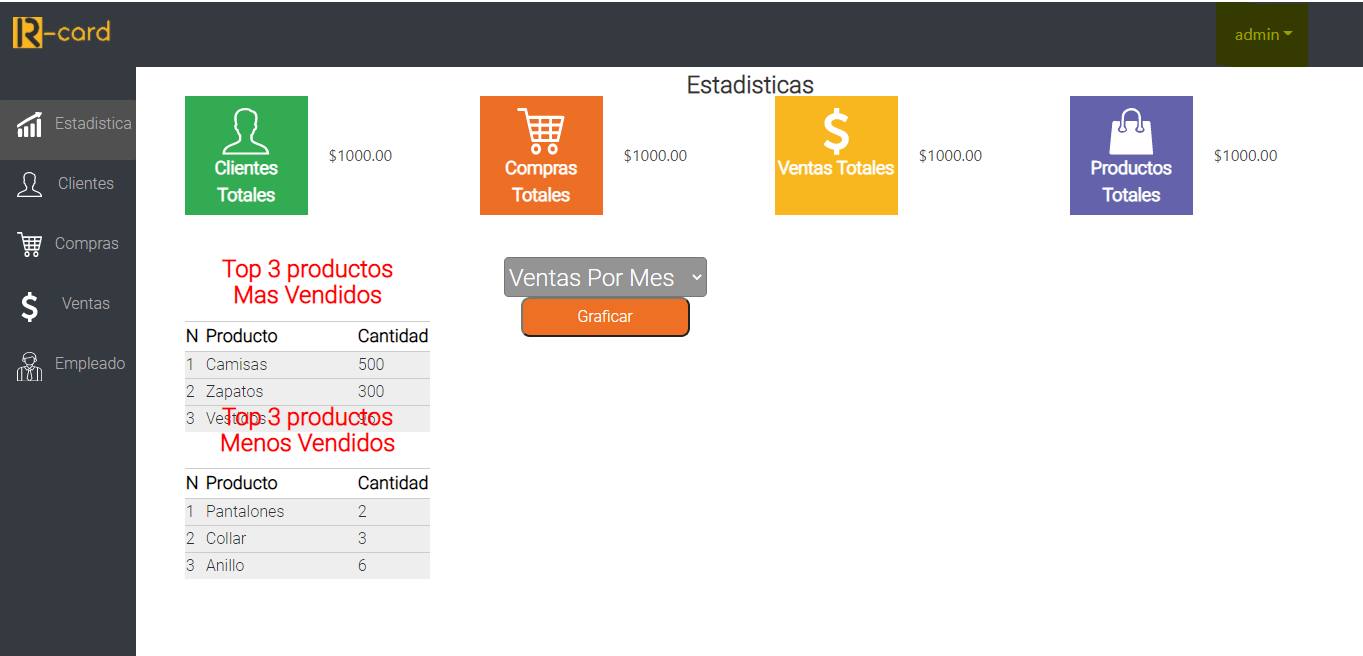 R-card
admin
Estadisticas
Estadistica
Clientes
Compras
Ventas
Empleado
Clientes
Totales
$1000.00
Compras
Totales
$1000.00
Ventas Totales
$1000.00
Productos
Totales
$1000.00
Top 3 productos
Mas Vendidos
N Producto Cantidad
1 Camisas 500
2 Zapatos 300
3 Vestidos
Top 3 productos
Menos Vendidos
N Producto Cantidad
1 Pantalones 2
2 Collar 3
3 Anillo 6
Ventas Por Mes
Graficar